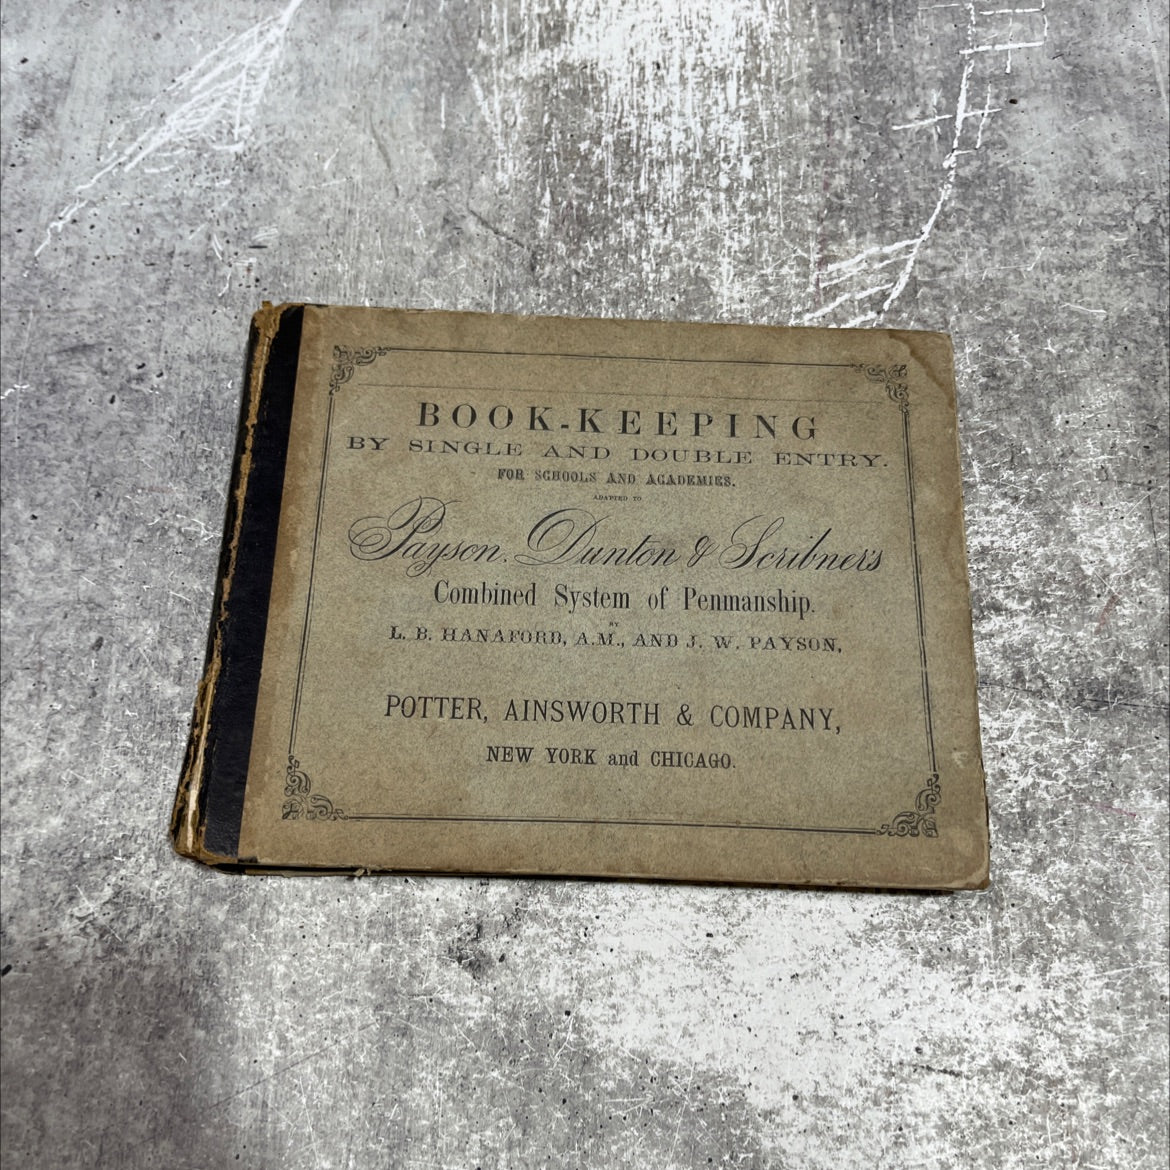 BOOK-KEEPING
BY SINGLE AND DOUBLE ENTRY.
FOR SCHOOLS AND ACADEMIES.
ADAPTED TO
Payson, Dunton & Scribner's
Combined System of Penmanship.
BY
L. B. HANAFORD, A.M., AND J. W. PAYSON,
POTTER, AINSWORTH & COMPANY,
NEW YORK and CHICAGO.